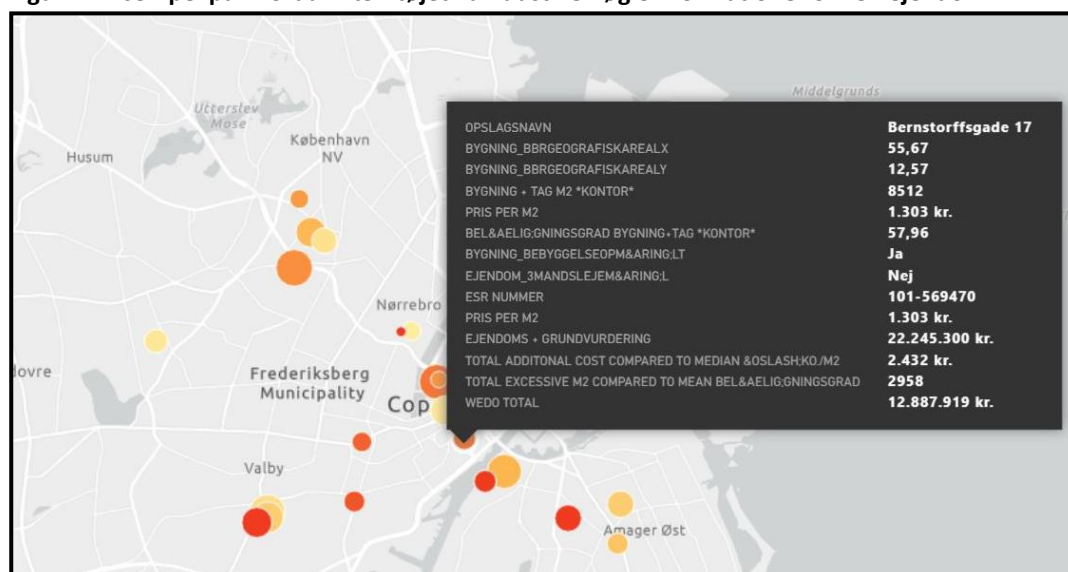 Utterslev
Mose
Middelgrunds
København
NV
Husum
Nørrebro
Frederiksberg
Municipality
Cop
Valby
Amager Øst
OPSLAGSNAVN Bernstorffsgade 17
BYGNING_BBRGEOGRAFISKAREALX 55,67
BYGNING_BBRGEOGRAFISKAREALY 12,57
BYGNING + TAG M2 *KONTOR* 8512
PRIS PER M2 1.303 kr.
BEL&AELIG;GNINGSGRAD BYGNING+TAG *KONTOR* 57,96
BYGNING_BEBYGGELSEOPM&ARING;LT Ja
EJENDOM_3MANDSLEJEM&ARING;L Nej
ESR NUMMER 101-569470
PRIS PER M2 1.303 kr.
EJENDOMS + GRUNDVURDERING 22.245.300 kr.
TOTAL ADDITONAL COST COMPARED TO MEDIAN &OSLASH;KO./M2 2.432 kr.
TOTAL EXCESSIVE M2 COMPARED TO MEAN BEL&AELIG;GNINGSGRAD 2958
WEDO TOTAL 12.887.919 kr.